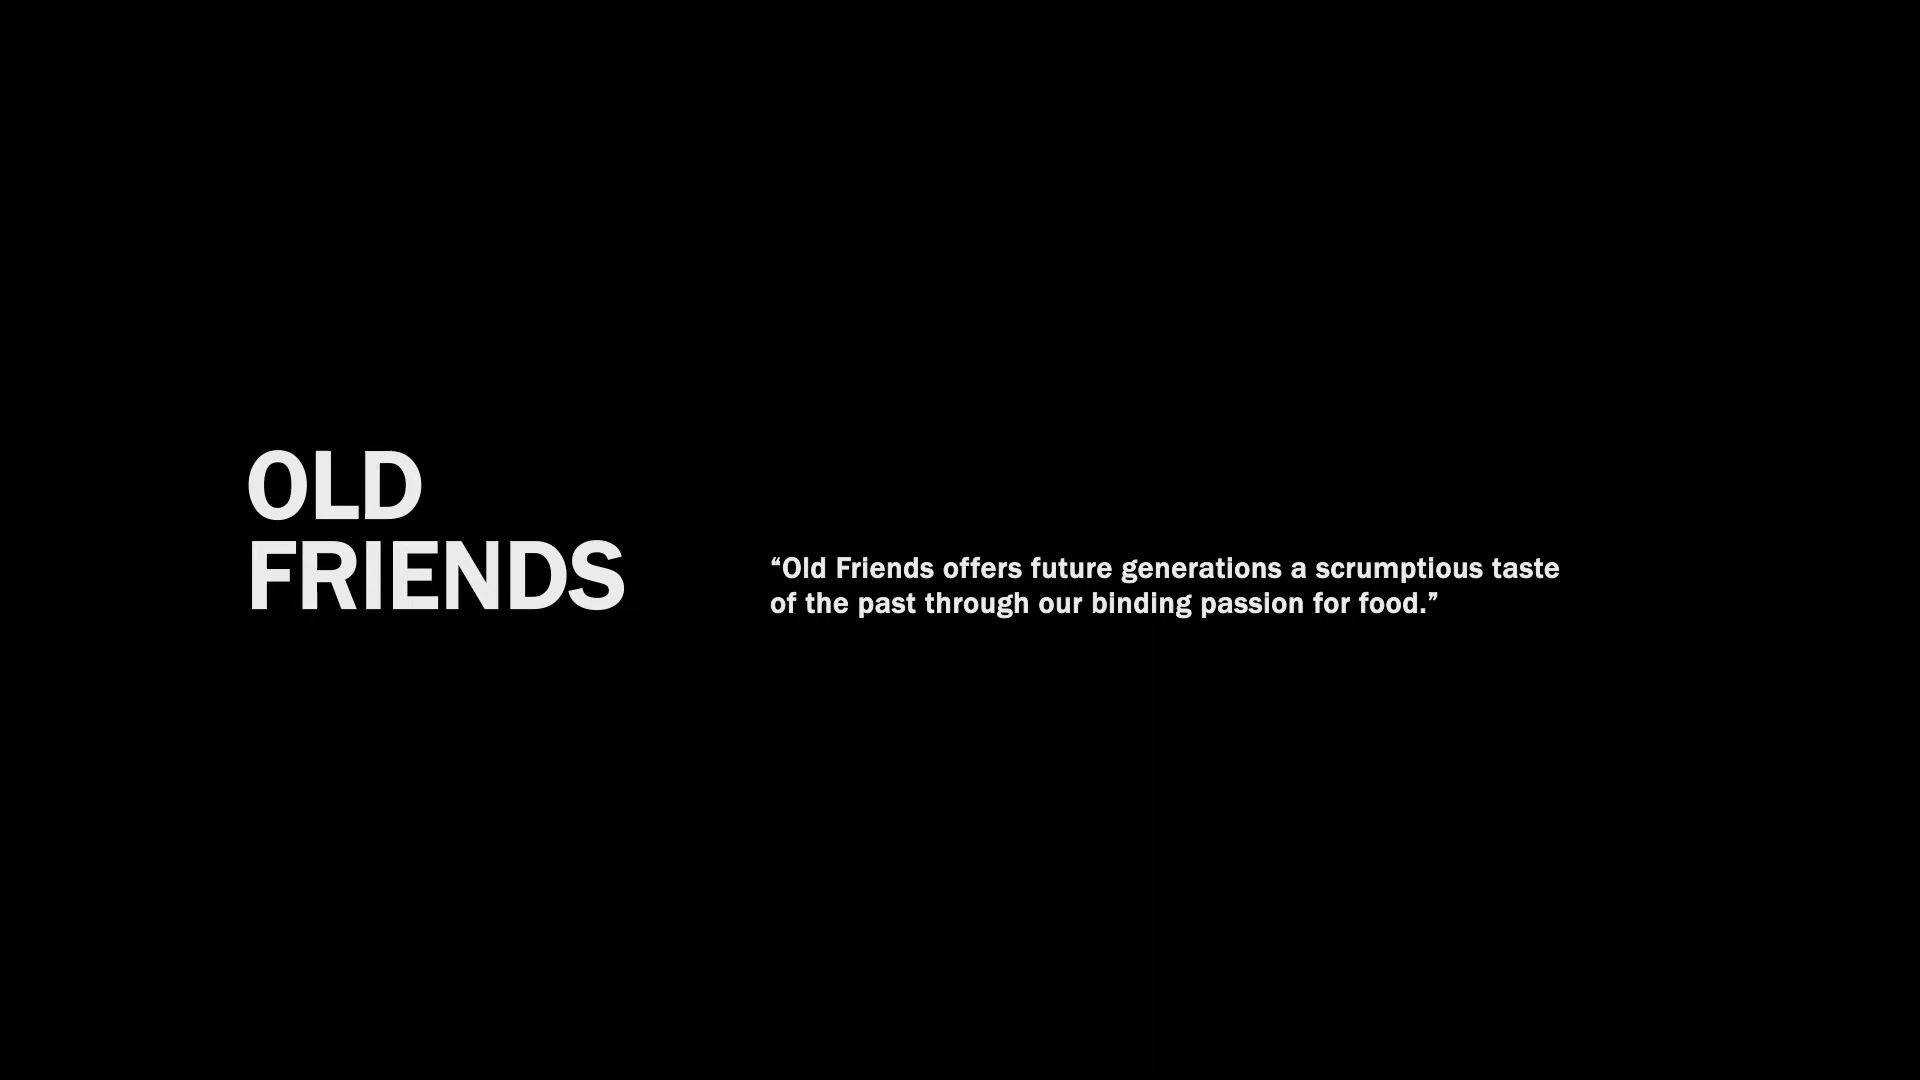 OLD
FRIENDS
“Old Friends offers future generations a scrumptious taste
of the past through our binding passion for food.”